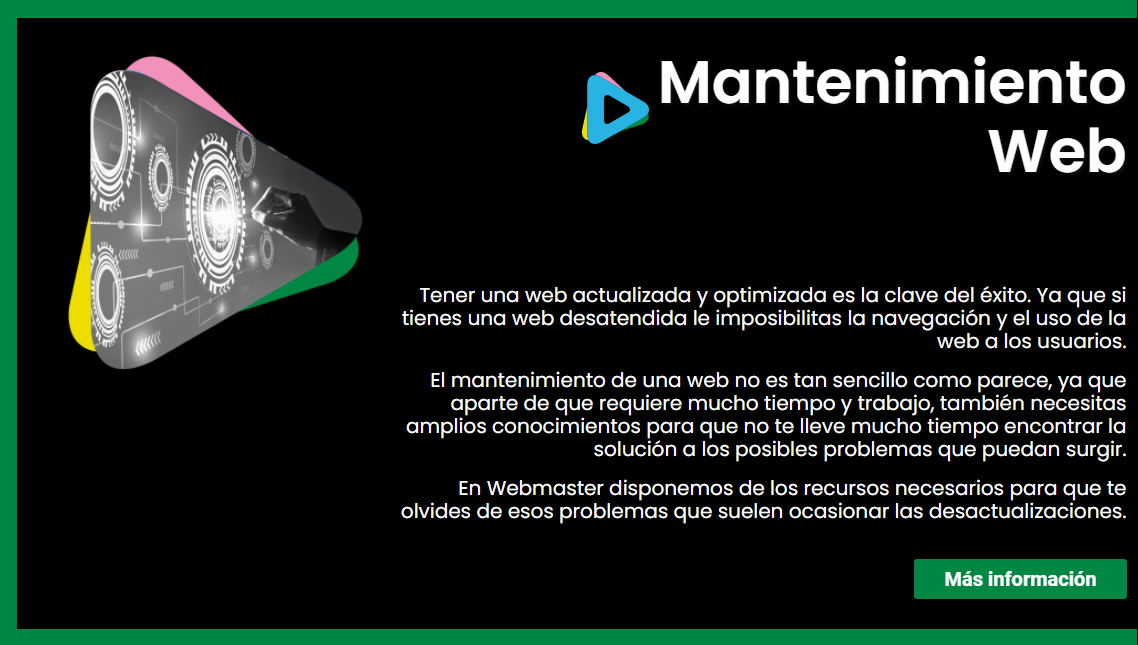 Mantenimiento
Web
Tener una web actualizada y optimizada es la clave del éxito. Ya que si
tienes una web desatendida le imposibilitas la navegación y el uso de la
web a los usuarios.
El mantenimiento de una web no es tan sencillo como parece, ya que
aparte de que requiere mucho tiempo y trabajo, también necesitas
amplios conocimientos para que no te lleve mucho tiempo encontrar la
solución a los posibles problemas que puedan surgir.
En Webmaster disponemos de los recursos necesarios para que te
olvides de esos problemas que suelen ocasionar las desactualizaciones.
Más información